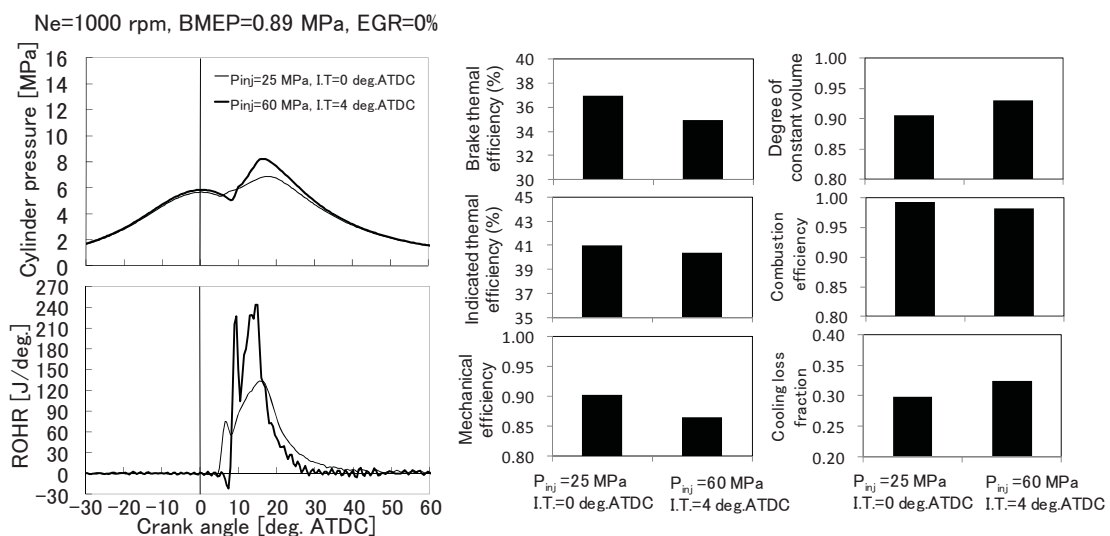 Ne=1000 rpm, BMEP=0.89 MPa, EGR=0%
Cylinder pressure [MPa]
16
14
12
10
8
6
4
2
0
Pinj=25 MPa, I.T=0 deg.ATDC
Pinj=60 MPa, I.T=4 deg.ATDC
ROHR [J/deg.]
270
240
210
180
150
120
90
60
30
0
-30
-30 -20 -10 0 10 20 30 40 50 60
Crank angle [deg. ATDC]
Brake themal
efficiency (%)
40
38
36
34
32
30
Indicated themal
efficiency (%)
45
43
41
39
37
35
Mechanical
efficiency
1.00
0.95
0.90
0.85
0.80
Pinj =25 MPa
I.T.=0 deg.ATDC
Pinj =60 MPa
I.T.=4 deg.ATDC
Degree of
constant volume
1.00
0.95
0.90
0.85
0.80
Combustion
efficiency
1.00
0.95
0.90
0.85
0.80
Cooling loss
fraction
0.40
0.35
0.30
0.25
0.20
Pinj =25 MPa
I.T.=0 deg.ATDC
Pinj =60 MPa
I.T.=4 deg.ATDC